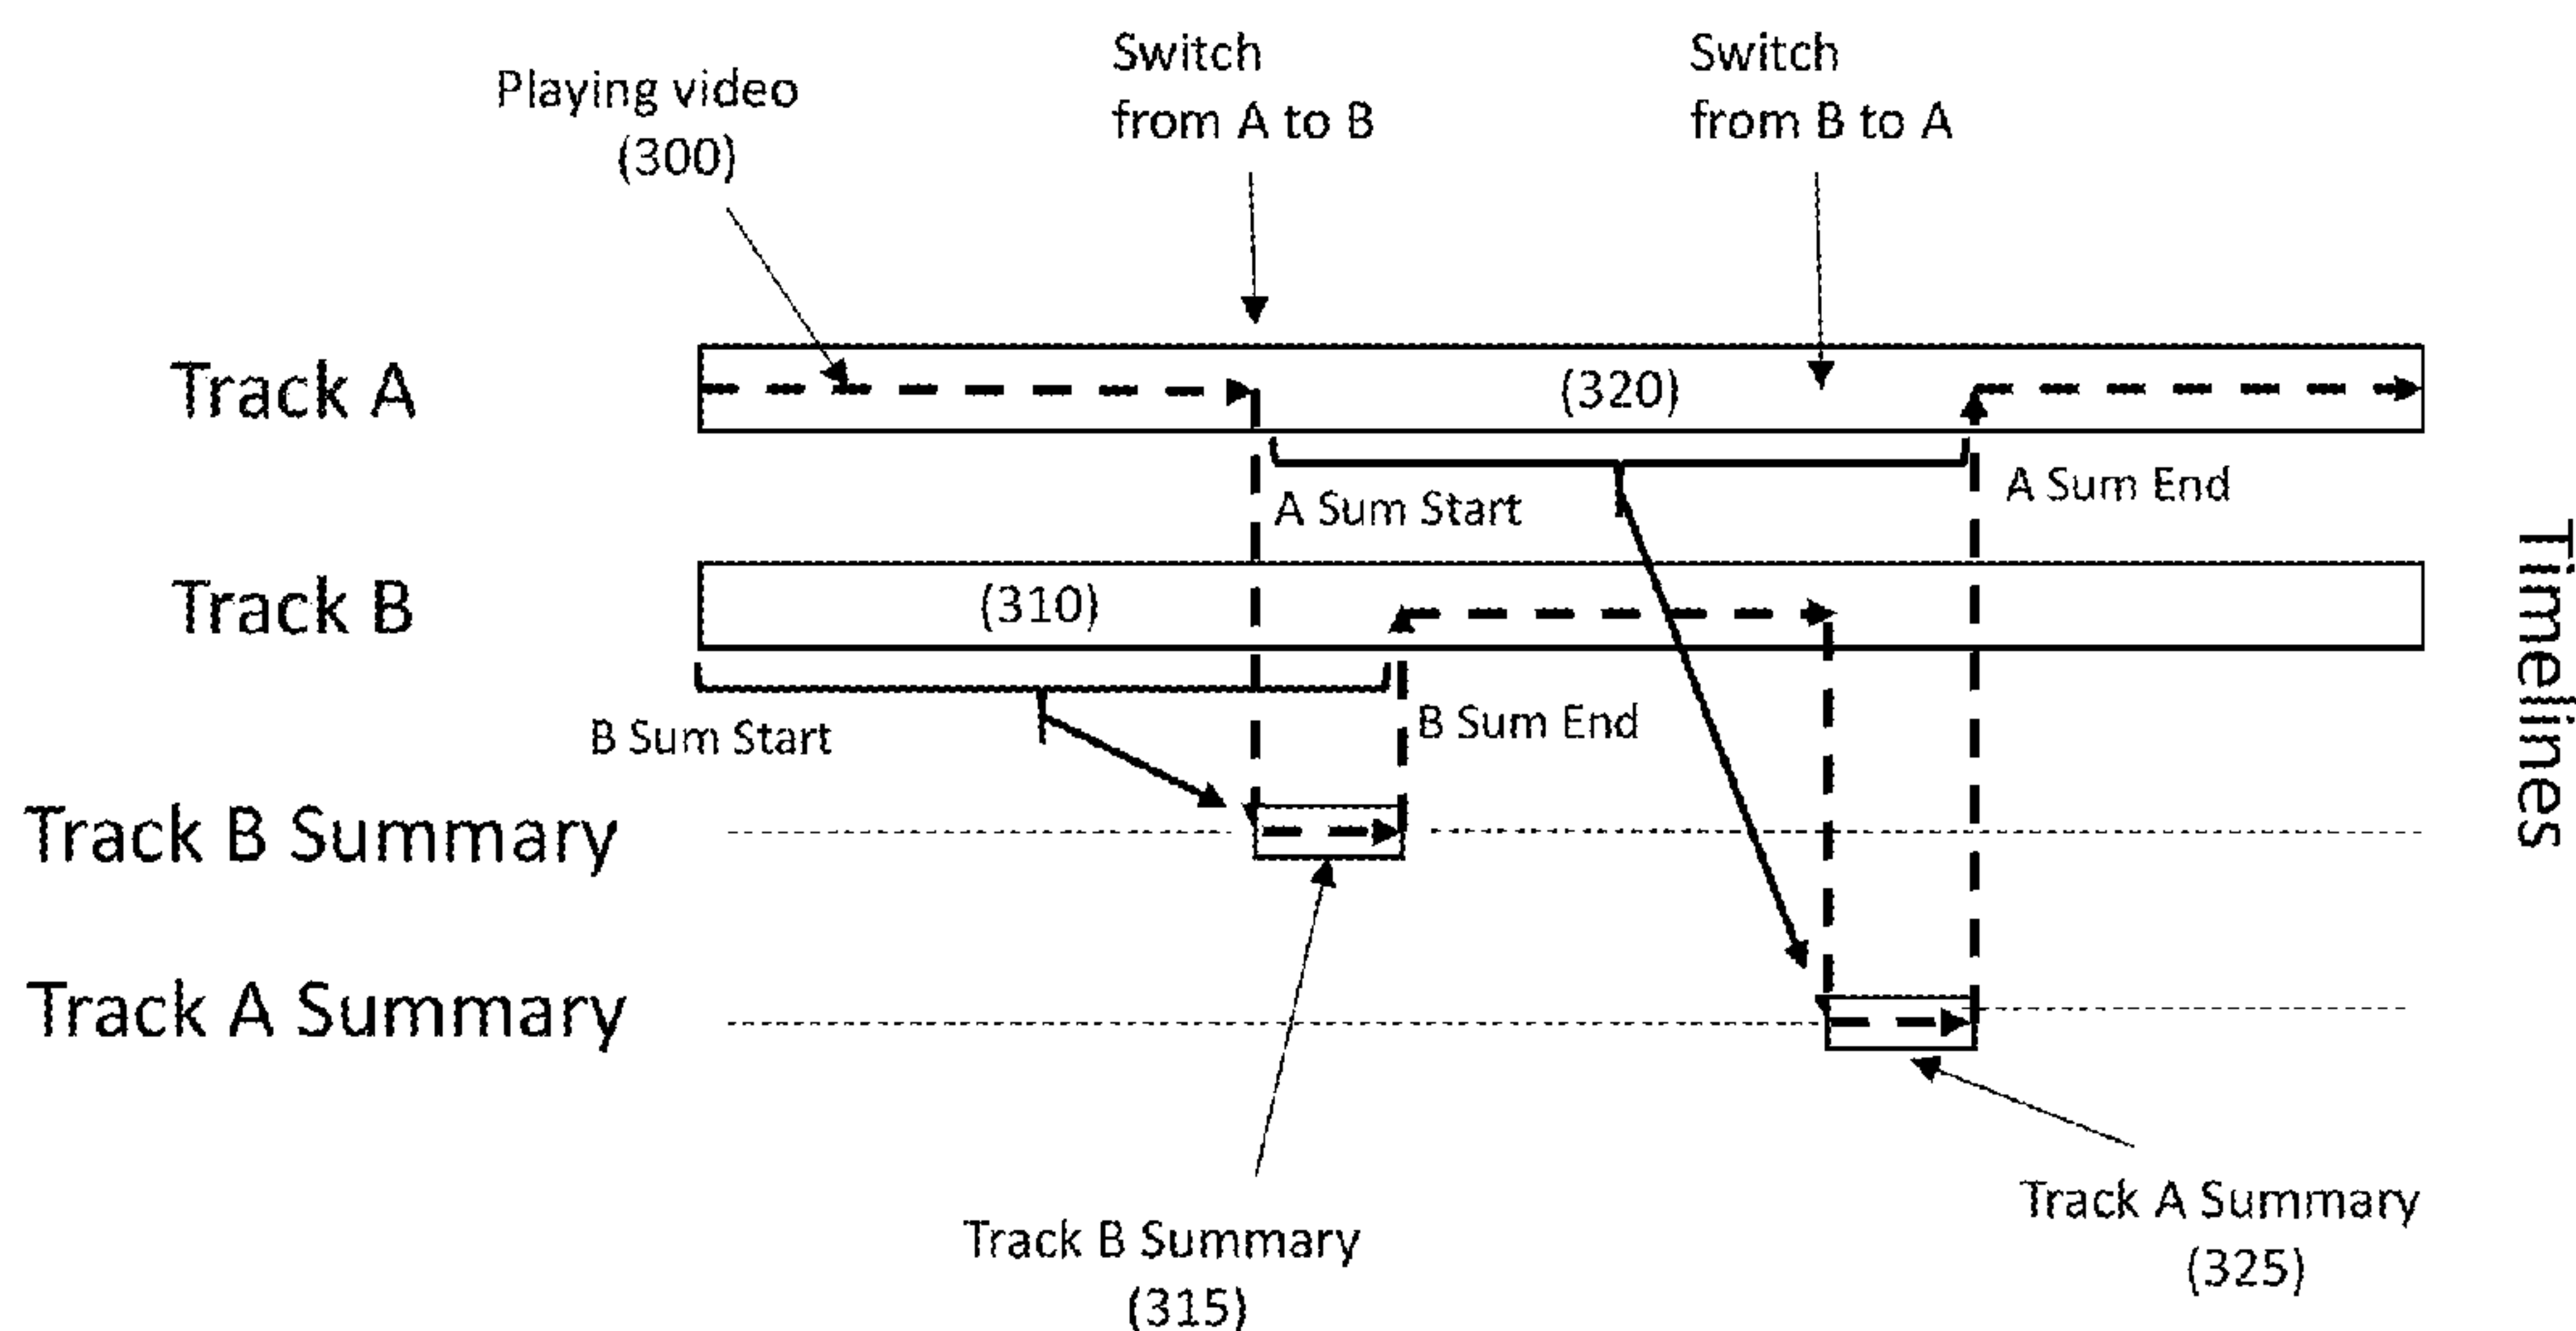 Playing video
(300)
Switch
from A to B
Switch
from B to A
Track A
(320)
A Sum Start
A Sum End
Track B
(310)
B Sum Start
B Sum End
Timelines
Track B Summary
Track A Summary
Track B Summary
(315)
Track A Summary
(325)